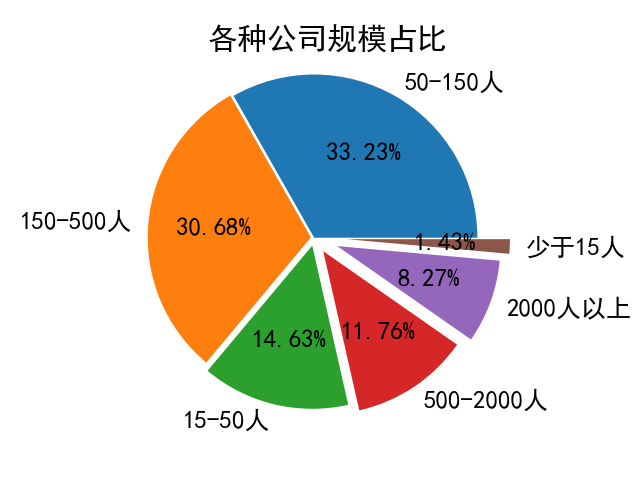 各种公司规模占比
50-150人
33.23%
150-500人
30.68%
1.43%
少于15人
8.27%
2000人以上
14.63%
11.76%
500-2000人
15-50人